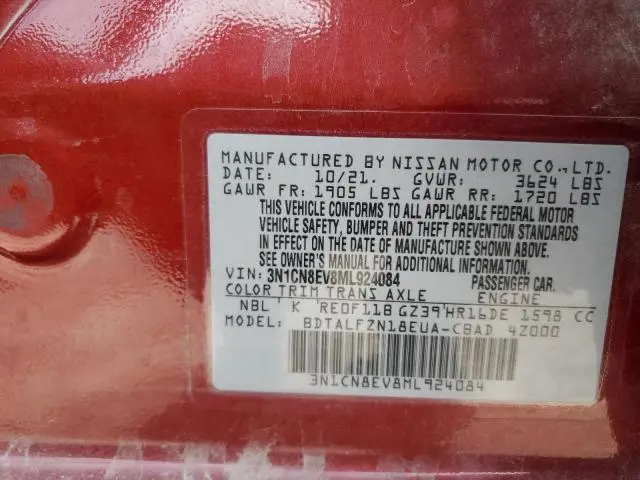 MANUFACTURED BY NISSAN MOTOR CO.,LTD.
DATE: 10/21. GVWR: 3624 LBS
GAWR FR: 1905 LBS GAWR RR: 1720 LBS
THIS VEHICLE CONFORMS TO ALL APPLICABLE FEDERAL MOTOR
VEHICLE SAFETY, BUMPER AND THEFT PREVENTION STANDARDS
IN EFFECT ON THE DATE OF MANUFACTURE SHOWN ABOVE.
SEE OWNER'S MANUAL FOR ADDITIONAL INFORMATION.
VIN: 3N1CN8EV8ML924084 PASSENGER CAR.
COLOR TRIM TRANS AXLE ENGINE
NBL K RE0F11B GZ39 HR16DE 1598 CC
MODEL: BDTALFZN18EUA-CBAD 4Z000
3N1CN8EV8ML924084